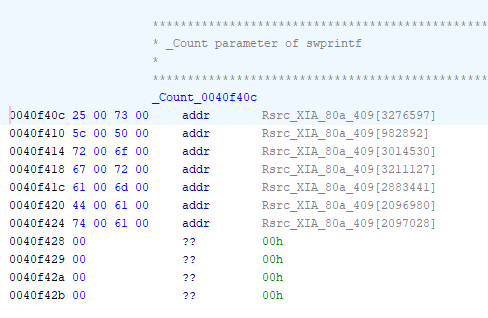 ************************************************
* _Count parameter of swprintf
*
************************************************
_Count_0040f40c
0040f40c 25 00 73 00 addr Rsrc_XIA_80a_409[3276597]
0040f410 5c 00 50 00 addr Rsrc_XIA_80a_409[982892]
0040f414 72 00 6f 00 addr Rsrc_XIA_80a_409[3014530]
0040f418 67 00 72 00 addr Rsrc_XIA_80a_409[3211127]
0040f41c 61 00 6d 00 addr Rsrc_XIA_80a_409[2883441]
0040f420 44 00 61 00 addr Rsrc_XIA_80a_409[2096980]
0040f424 74 00 61 00 addr Rsrc_XIA_80a_409[2097028]
0040f428 00 ?? 00h
0040f429 00 ?? 00h
0040f42a 00 ?? 00h
0040f42b 00 ?? 00h